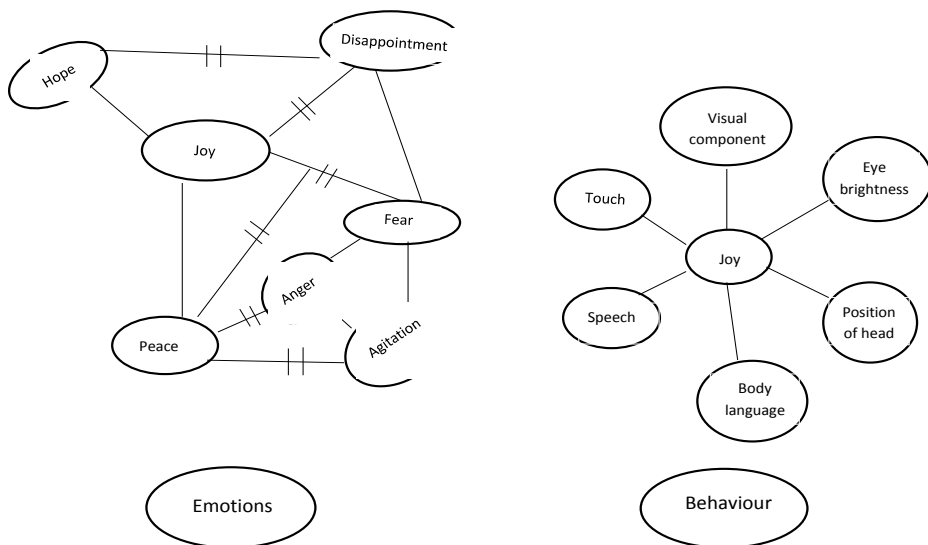 Disappointment
Hope
Joy
Fear
Anger
Agitation
Peace
Emotions
Visual
component
Eye
brightness
Touch
Joy
Speech
Position
of head
Body
language
Behaviour